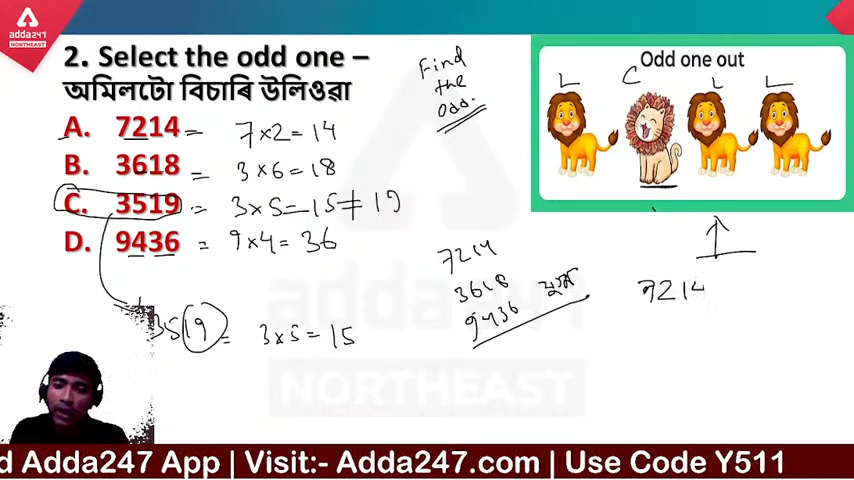 adda247
NORTHEAST
2. Select the odd one –
অমিলটো বিচাৰি উলিওৱা
A. 7214 = 7×2 = 14
B. 3618 = 3×6 = 18
C. 3519 = 3×5 = 15 ≠ 19
D. 9436 = 9×4 = 36
Find
the
odd.
Odd one out
L C L L
7214
3618
9436 যুগ্ম
7214
3519 = 3×5 = 15
adda247
NORTHEAST
d Adda247 App | Visit:- Adda247.com | Use Code Y511